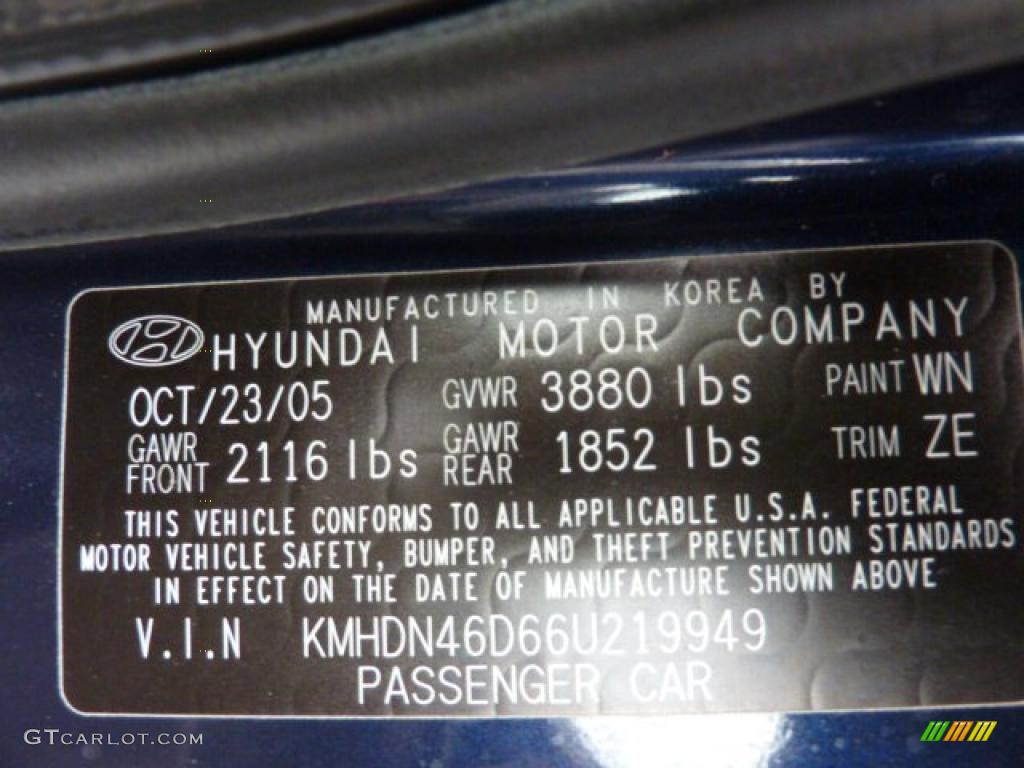 MANUFACTURED IN KOREA BY
HYUNDAI MOTOR COMPANY
OCT/23/05 GVWR 3880 lbs PAINT WN
GAWR FRONT 2116 lbs GAWR REAR 1852 lbs TRIM ZE
THIS VEHICLE CONFORMS TO ALL APPLICABLE U.S.A. FEDERAL
MOTOR VEHICLE SAFETY, BUMPER, AND THEFT PREVENTION STANDARDS
IN EFFECT ON THE DATE OF MANUFACTURE SHOWN ABOVE
V.I.N KMHDN46D66U219949
PASSENGER CAR
GTCARLOT.COM